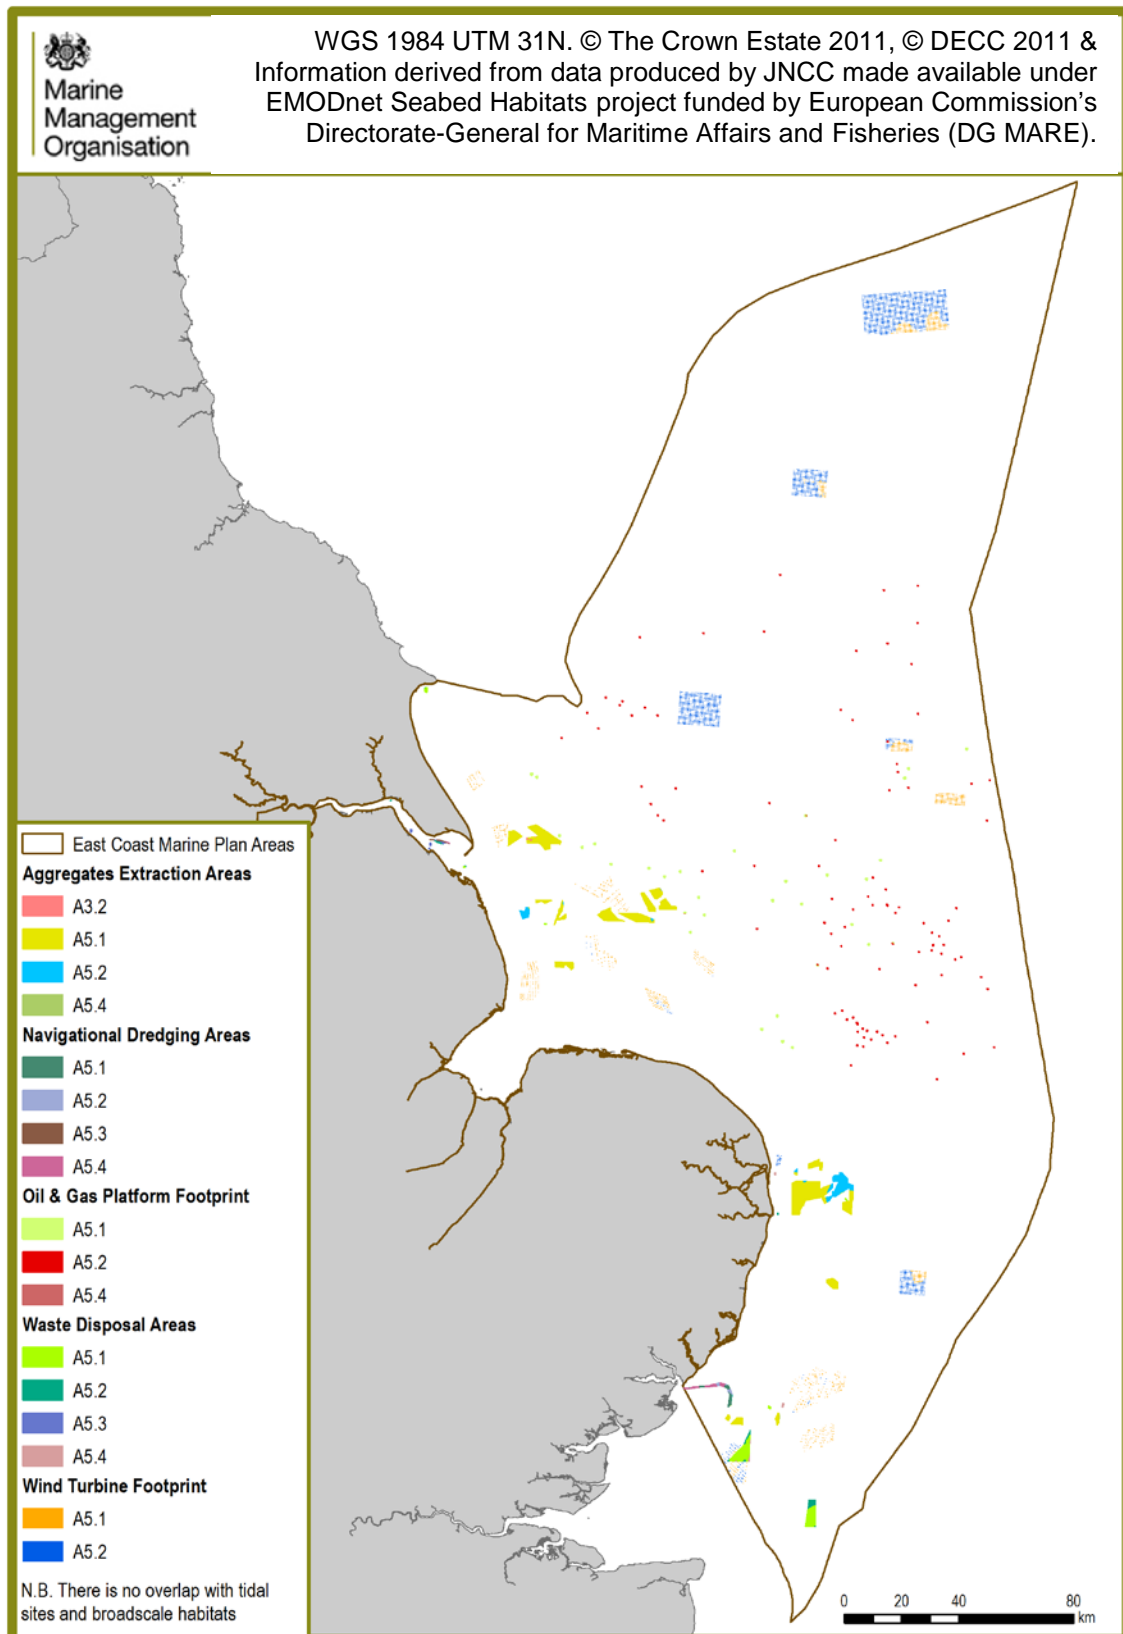 Marine
Management
Organisation
WGS 1984 UTM 31N. © The Crown Estate 2011, © DECC 2011 &
Information derived from data produced by JNCC made available under
EMODnet Seabed Habitats project funded by European Commission's
Directorate-General for Maritime Affairs and Fisheries (DG MARE).
East Coast Marine Plan Areas
Aggregates Extraction Areas
A3.2
A5.1
A5.2
A5.4
Navigational Dredging Areas
A5.1
A5.2
A5.3
A5.4
Oil & Gas Platform Footprint
A5.1
A5.2
A5.4
Waste Disposal Areas
A5.1
A5.2
A5.3
A5.4
Wind Turbine Footprint
A5.1
A5.2
N.B. There is no overlap with tidal
sites and broadscale habitats
0 20 40 80
km